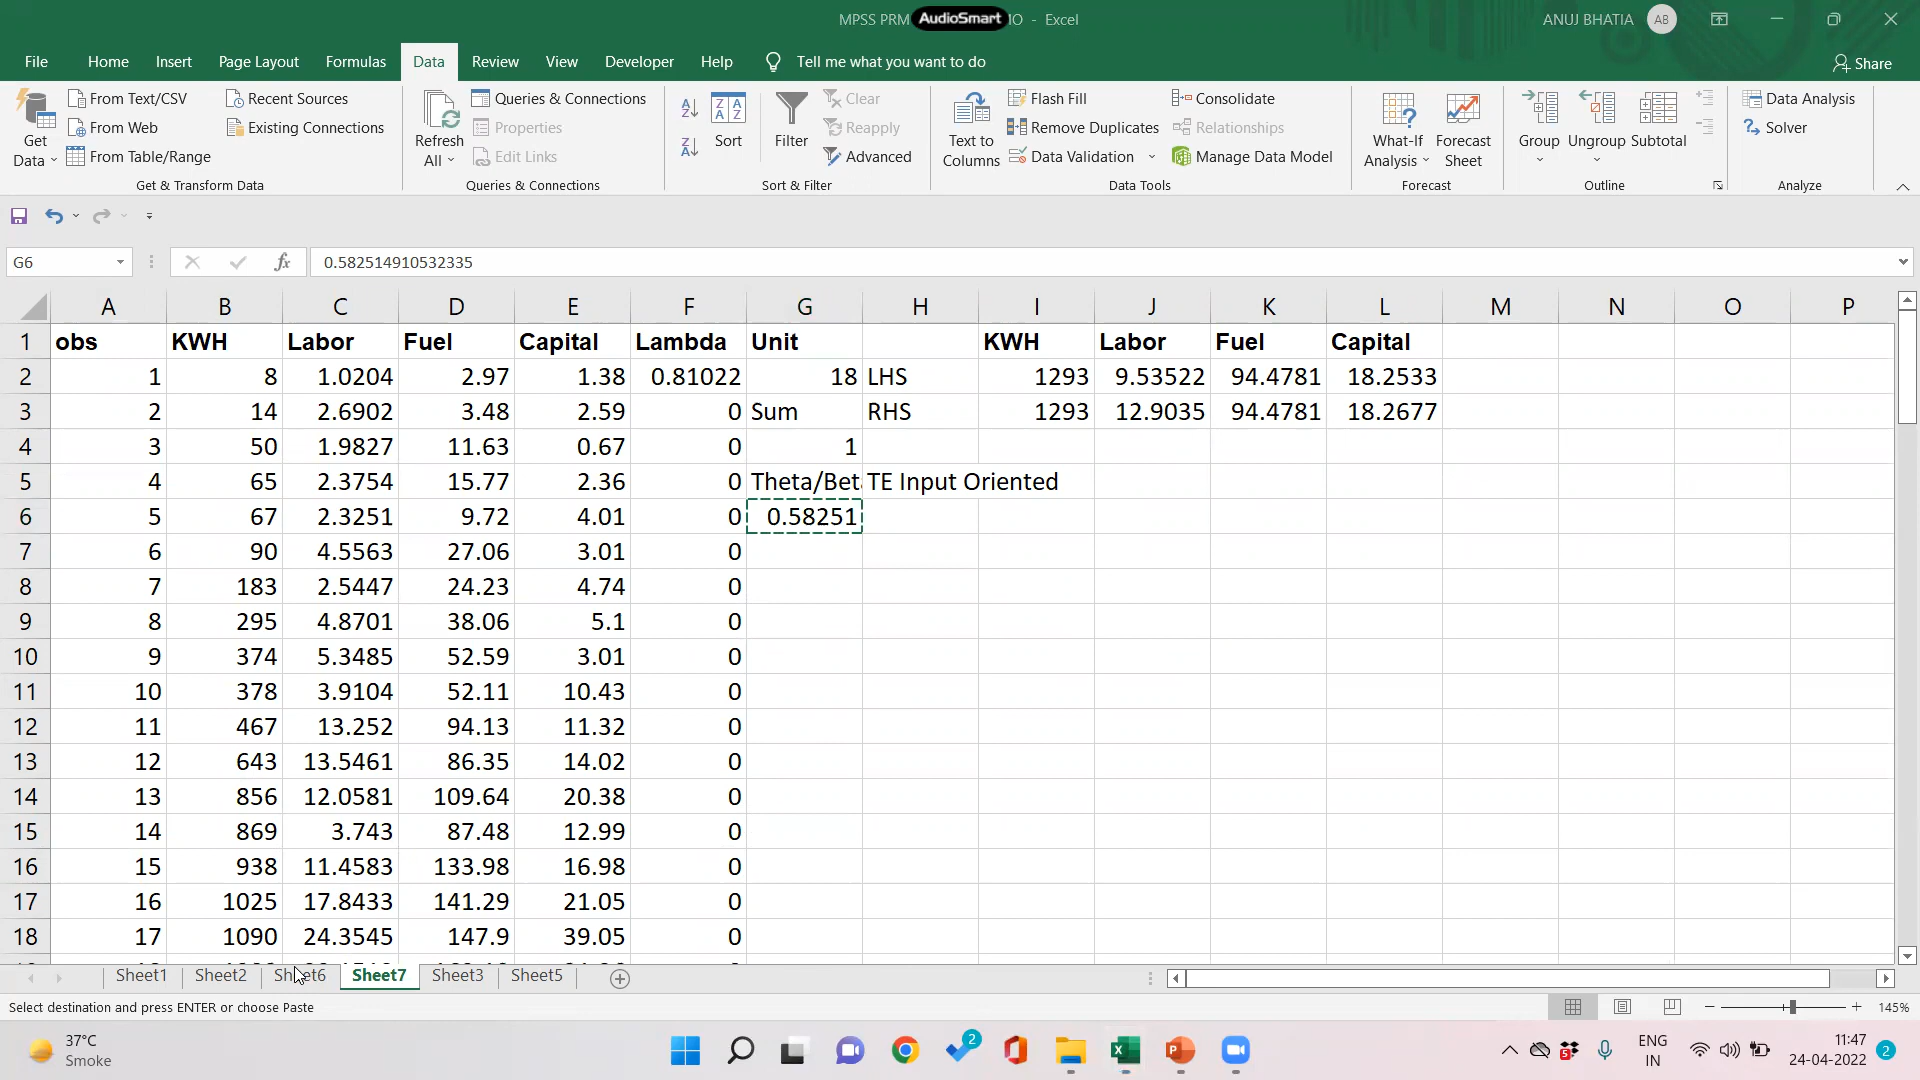 MPSS PRM AudioSmart IO - Excel
ANUJ BHATIA AB
File Home Insert Page Layout Formulas Data Review View Developer Help Tell me what you want to do Share
Get Data
From Text/CSV
From Web
From Table/Range
Recent Sources
Existing Connections
Get & Transform Data
Refresh All
Queries & Connections
Properties
Edit Links
Queries & Connections
Sort
Filter
Clear
Reapply
Advanced
Sort & Filter
Text to Columns
Flash Fill
Remove Duplicates
Data Validation
Consolidate
Relationships
Manage Data Model
Data Tools
What-If Analysis
Forecast Sheet
Forecast
Group
Ungroup
Subtotal
Outline
Data Analysis
Solver
Analyze
G6 fx 0.582514910532335
A B C D E F G H I J K L M N O P
1 obs KWH Labor Fuel Capital Lambda Unit KWH Labor Fuel Capital
2 1 8 1.0204 2.97 1.38 0.81022 18 LHS 1293 9.53522 94.4781 18.2533
3 2 14 2.6902 3.48 2.59 0 Sum RHS 1293 12.9035 94.4781 18.2677
4 3 50 1.9827 11.63 0.67 0 1
5 4 65 2.3754 15.77 2.36 0 Theta/Bet TE Input Oriented
6 5 67 2.3251 9.72 4.01 0 0.58251
7 6 90 4.5563 27.06 3.01 0
8 7 183 2.5447 24.23 4.74 0
9 8 295 4.8701 38.06 5.1 0
10 9 374 5.3485 52.59 3.01 0
11 10 378 3.9104 52.11 10.43 0
12 11 467 13.252 94.13 11.32 0
13 12 643 13.5461 86.35 14.02 0
14 13 856 12.0581 109.64 20.38 0
15 14 869 3.743 87.48 12.99 0
16 15 938 11.4583 133.98 16.98 0
17 16 1025 17.8433 141.29 21.05 0
18 17 1090 24.3545 147.9 39.05 0
Sheet1 Sheet2 Sheet6 Sheet7 Sheet3 Sheet5
Select destination and press ENTER or choose Paste
145%
37°C
Smoke
2
5
ENG
IN
11:47
24-04-2022
2